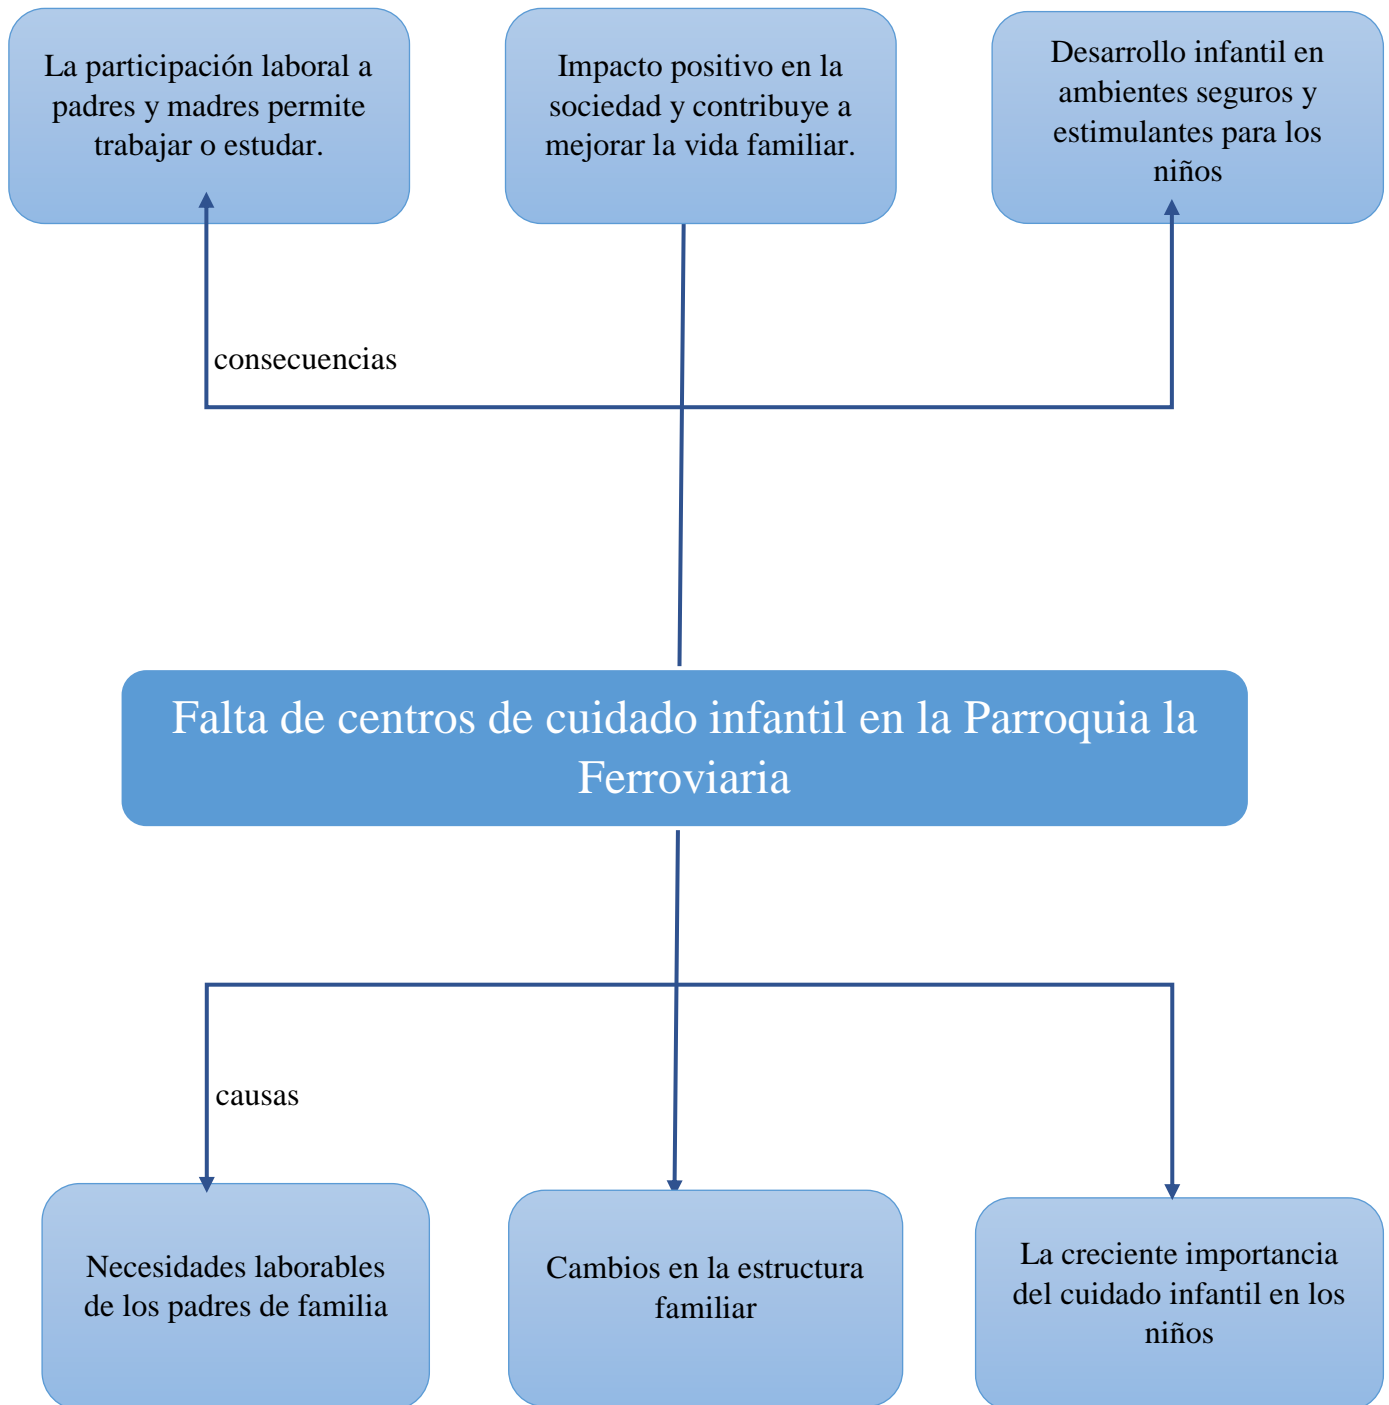 La participación laboral a
padres y madres permite
trabajar o estudar.
Impacto positivo en la
sociedad y contribuye a
mejorar la vida familiar.
Desarrollo infantil en
ambientes seguros y
estimulantes para los
niños
consecuencias
Falta de centros de cuidado infantil en la Parroquia la
Ferroviaria
causas
Necesidades laborables
de los padres de familia
Cambios en la estructura
familiar
La creciente importancia
del cuidado infantil en los
niños